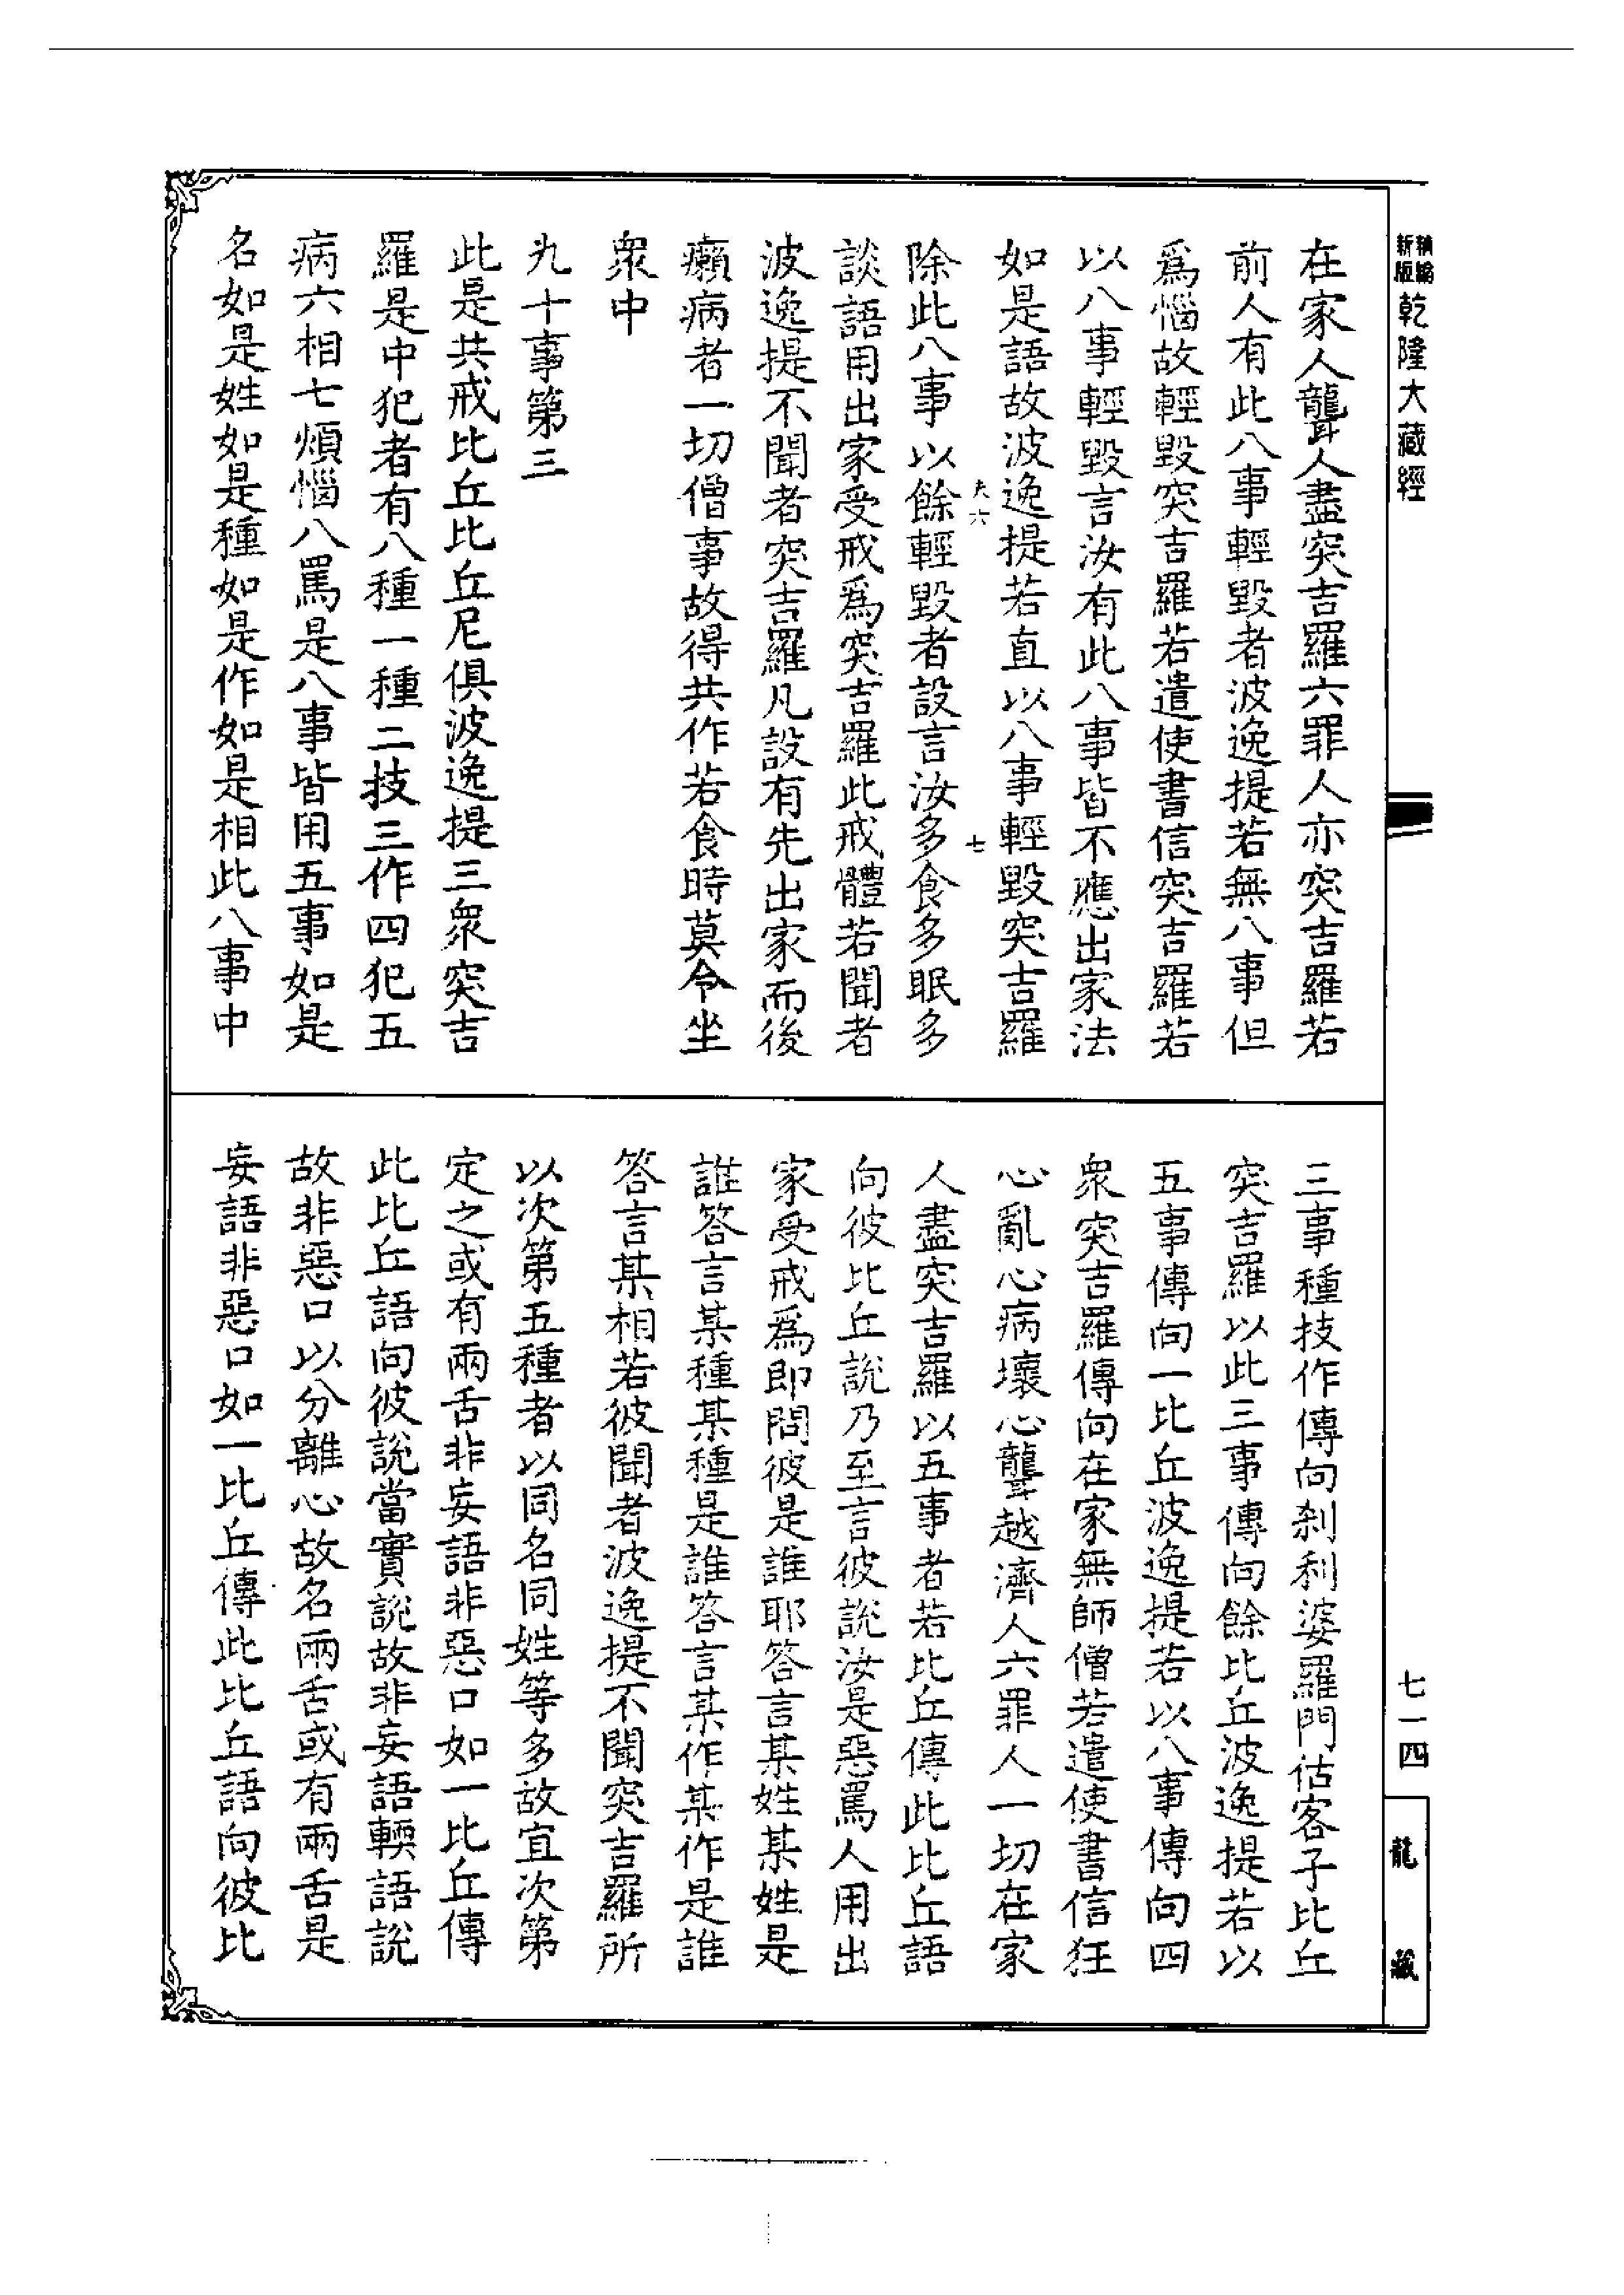 新版
乾隆大藏經
在家人聾人盡突吉羅六罪人亦突吉羅若
前人有此八事輕毀者波逸提若無八事但
爲惱故輕毀突吉羅若遣使書信突吉羅若
以八事輕毀言汝有此八事皆不應出家法
如是語故波逸提若直以八事輕毀突吉羅
六
七
除此八事以餘輕毀者設言汝多食多眠多
談語用出家受戒爲突吉羅此戒體若聞者
波逸提不聞者突吉羅凡設有先出家而後
癩病者一切僧事故得共作若食時莫令坐
衆中
九十事第三
此是共戒比丘比丘尼俱波逸提三衆突吉
羅是中犯者有八種一種二技三作四犯五
病六相七煩惱八罵是八事皆用五事如是
名如是姓如是種如是作如是相此八事中
三事種技作傳向刹利婆羅門估客子比丘
突吉羅以此三事傳向餘比丘波逸提若以
五事傳向一比丘波逸提若以八事傳向四
衆突吉羅傳向在家無師僧若遣使書信狂
心亂心病壞心聾越濟人六罪人一切在家
人盡突吉羅以五事者若比丘傳此比丘語
向彼比丘說乃至言彼說汝是惡罵人用出
家受戒爲即問彼是誰耶答言某姓某姓是
誰答言某種某種是誰答言某作某作是誰
答言某相若彼聞者波逸提不聞突吉羅所
以次第五種者以同名同姓等多故宜次第
定之或有兩舌非妄語非惡口如一比丘傳
此比丘語向彼說當實說故非妄語輭語說
故非惡口以分離心故名兩舌或有兩舌是
妄語非惡口如一比丘傳此比丘語向彼比
七一四
龍藏